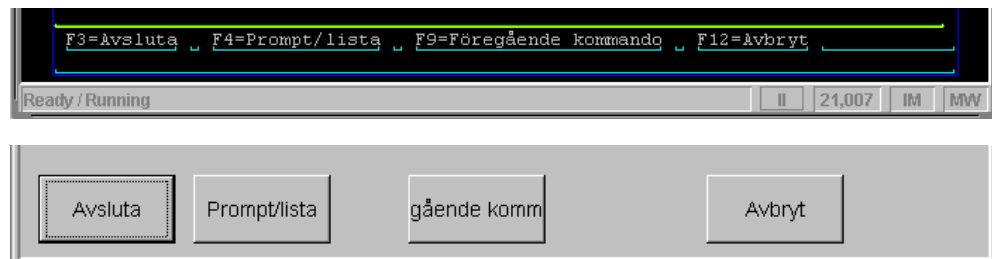 F3=Avsluta F4=Prompt/lista F9=Föregående kommando F12=Avbryt
Ready / Running II 21,007 IM MW
Avsluta Prompt/lista gående komm Avbryt